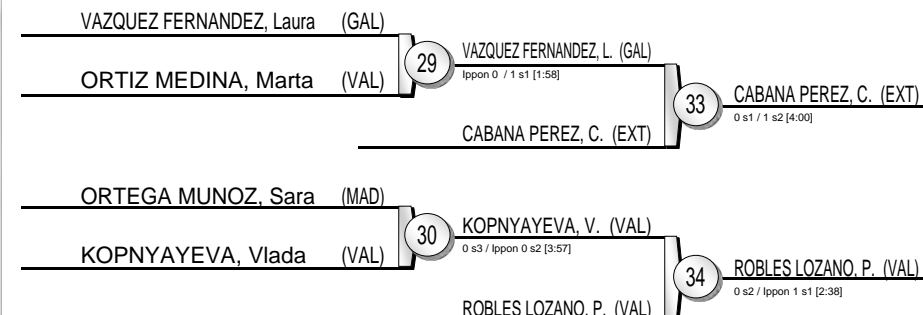 VAZQUEZ FERNANDEZ, Laura (GAL)
ORTIZ MEDINA, Marta (VAL)
29
VAZQUEZ FERNANDEZ, L. (GAL)
Ippon 0 / 1 s1 [1:58]
CABANA PEREZ, C. (EXT)
33
CABANA PEREZ, C. (EXT)
0 s1 / 1 s2 [4:00]
ORTEGA MUNOZ, Sara (MAD)
KOPNYAYEVA, Vlada (VAL)
30
KOPNYAYEVA, V. (VAL)
0 s3 / Ippon 0 s2 [3:57]
ROBLES LOZANO, P. (VAL)
34
ROBLES LOZANO, P. (VAL)
0 s2 / Ippon 1 s1 [2:38]